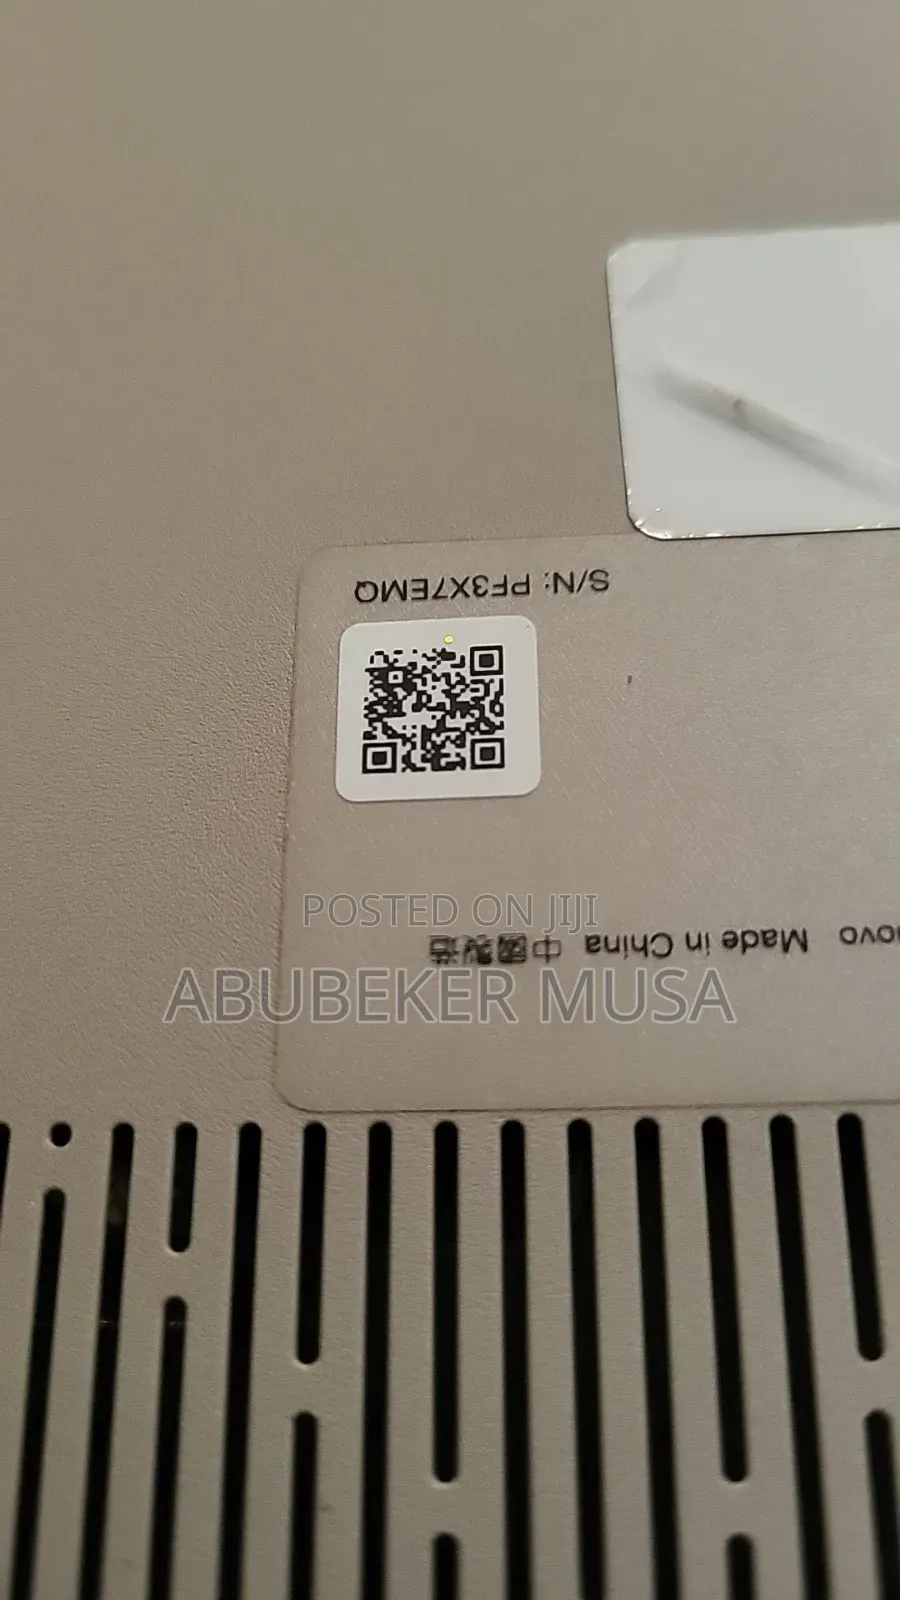 S/N: PF3X7EMQ
POSTED ON JIJI
novo Made in China 中國製造
ABUBEKER MUSA